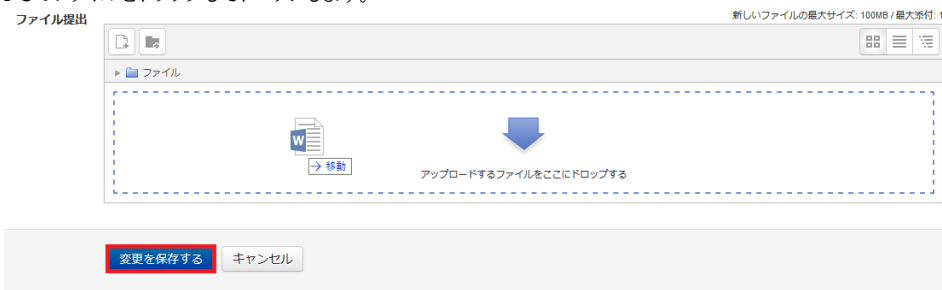 新しいファイルの最大サイズ: 100MB / 最大添付: 1
ファイル提出
ファイル
W
→ 移動
アップロードするファイルをここにドロップする
変更を保存する
キャンセル